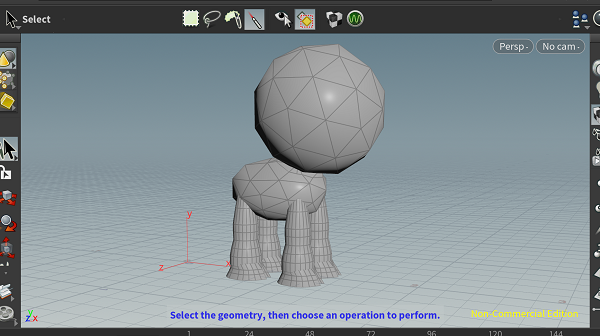 Select
Persp
No cam
y
z
x
y
z x
Select the geometry, then choose an operation to perform.
Non-Commercial Edition
1 24 48 72 96 120 144